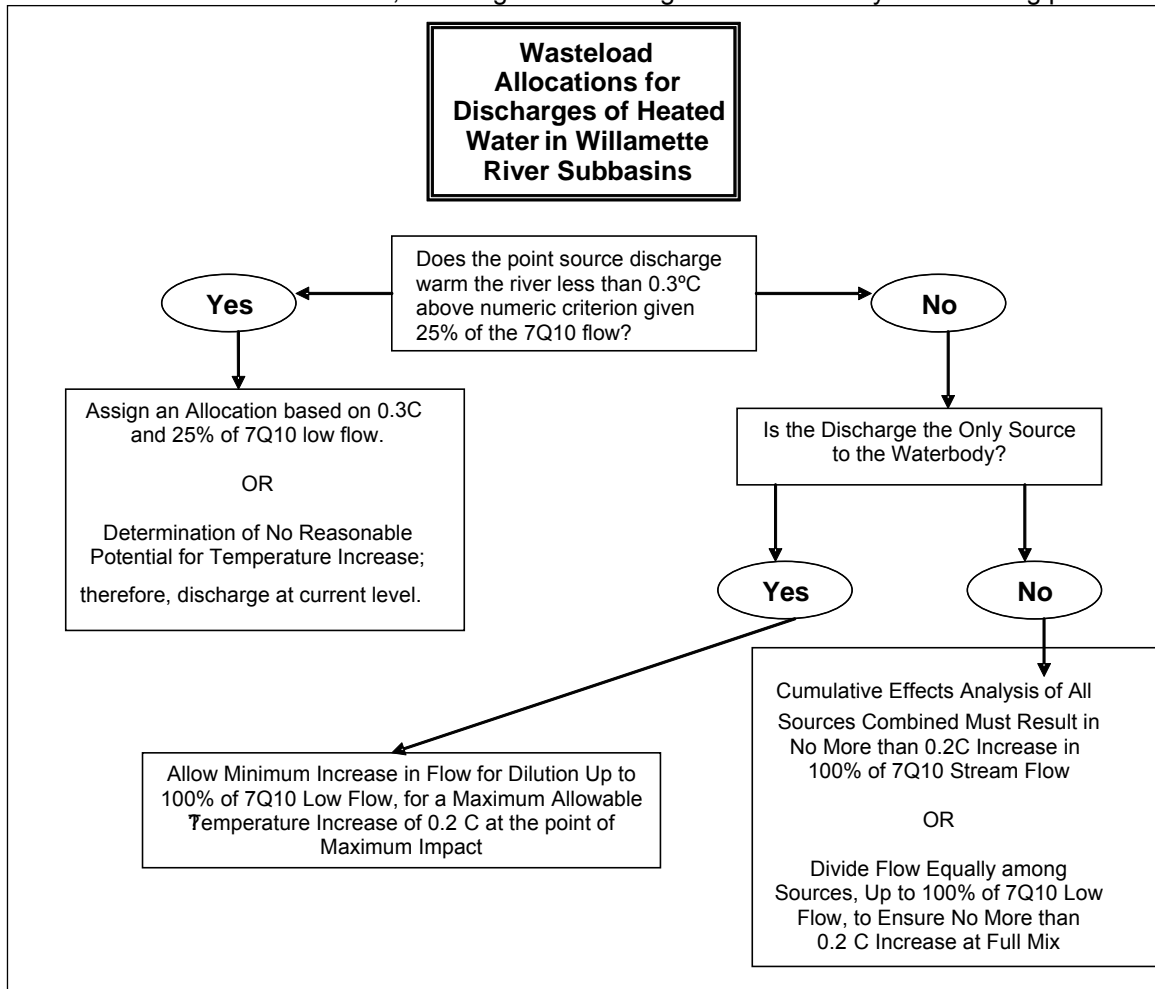 Wasteload
Allocations for
Discharges of Heated
Water in Willamette
River Subbasins
Does the point source discharge
warm the river less than 0.3ºC
above numeric criterion given
25% of the 7Q10 flow?
Yes
No
Assign an Allocation based on 0.3C
and 25% of 7Q10 low flow.
OR
Determination of No Reasonable
Potential for Temperature Increase;
therefore, discharge at current level.
Is the Discharge the Only Source
to the Waterbody?
Yes
No
Allow Minimum Increase in Flow for Dilution Up to
100% of 7Q10 Low Flow, for a Maximum Allowable
Temperature Increase of 0.2 C at the point of
Maximum Impact
Cumulative Effects Analysis of All
Sources Combined Must Result in
No More than 0.2C Increase in
100% of 7Q10 Stream Flow
OR
Divide Flow Equally among
Sources, Up to 100% of 7Q10 Low
Flow, to Ensure No More than
0.2 C Increase at Full Mix